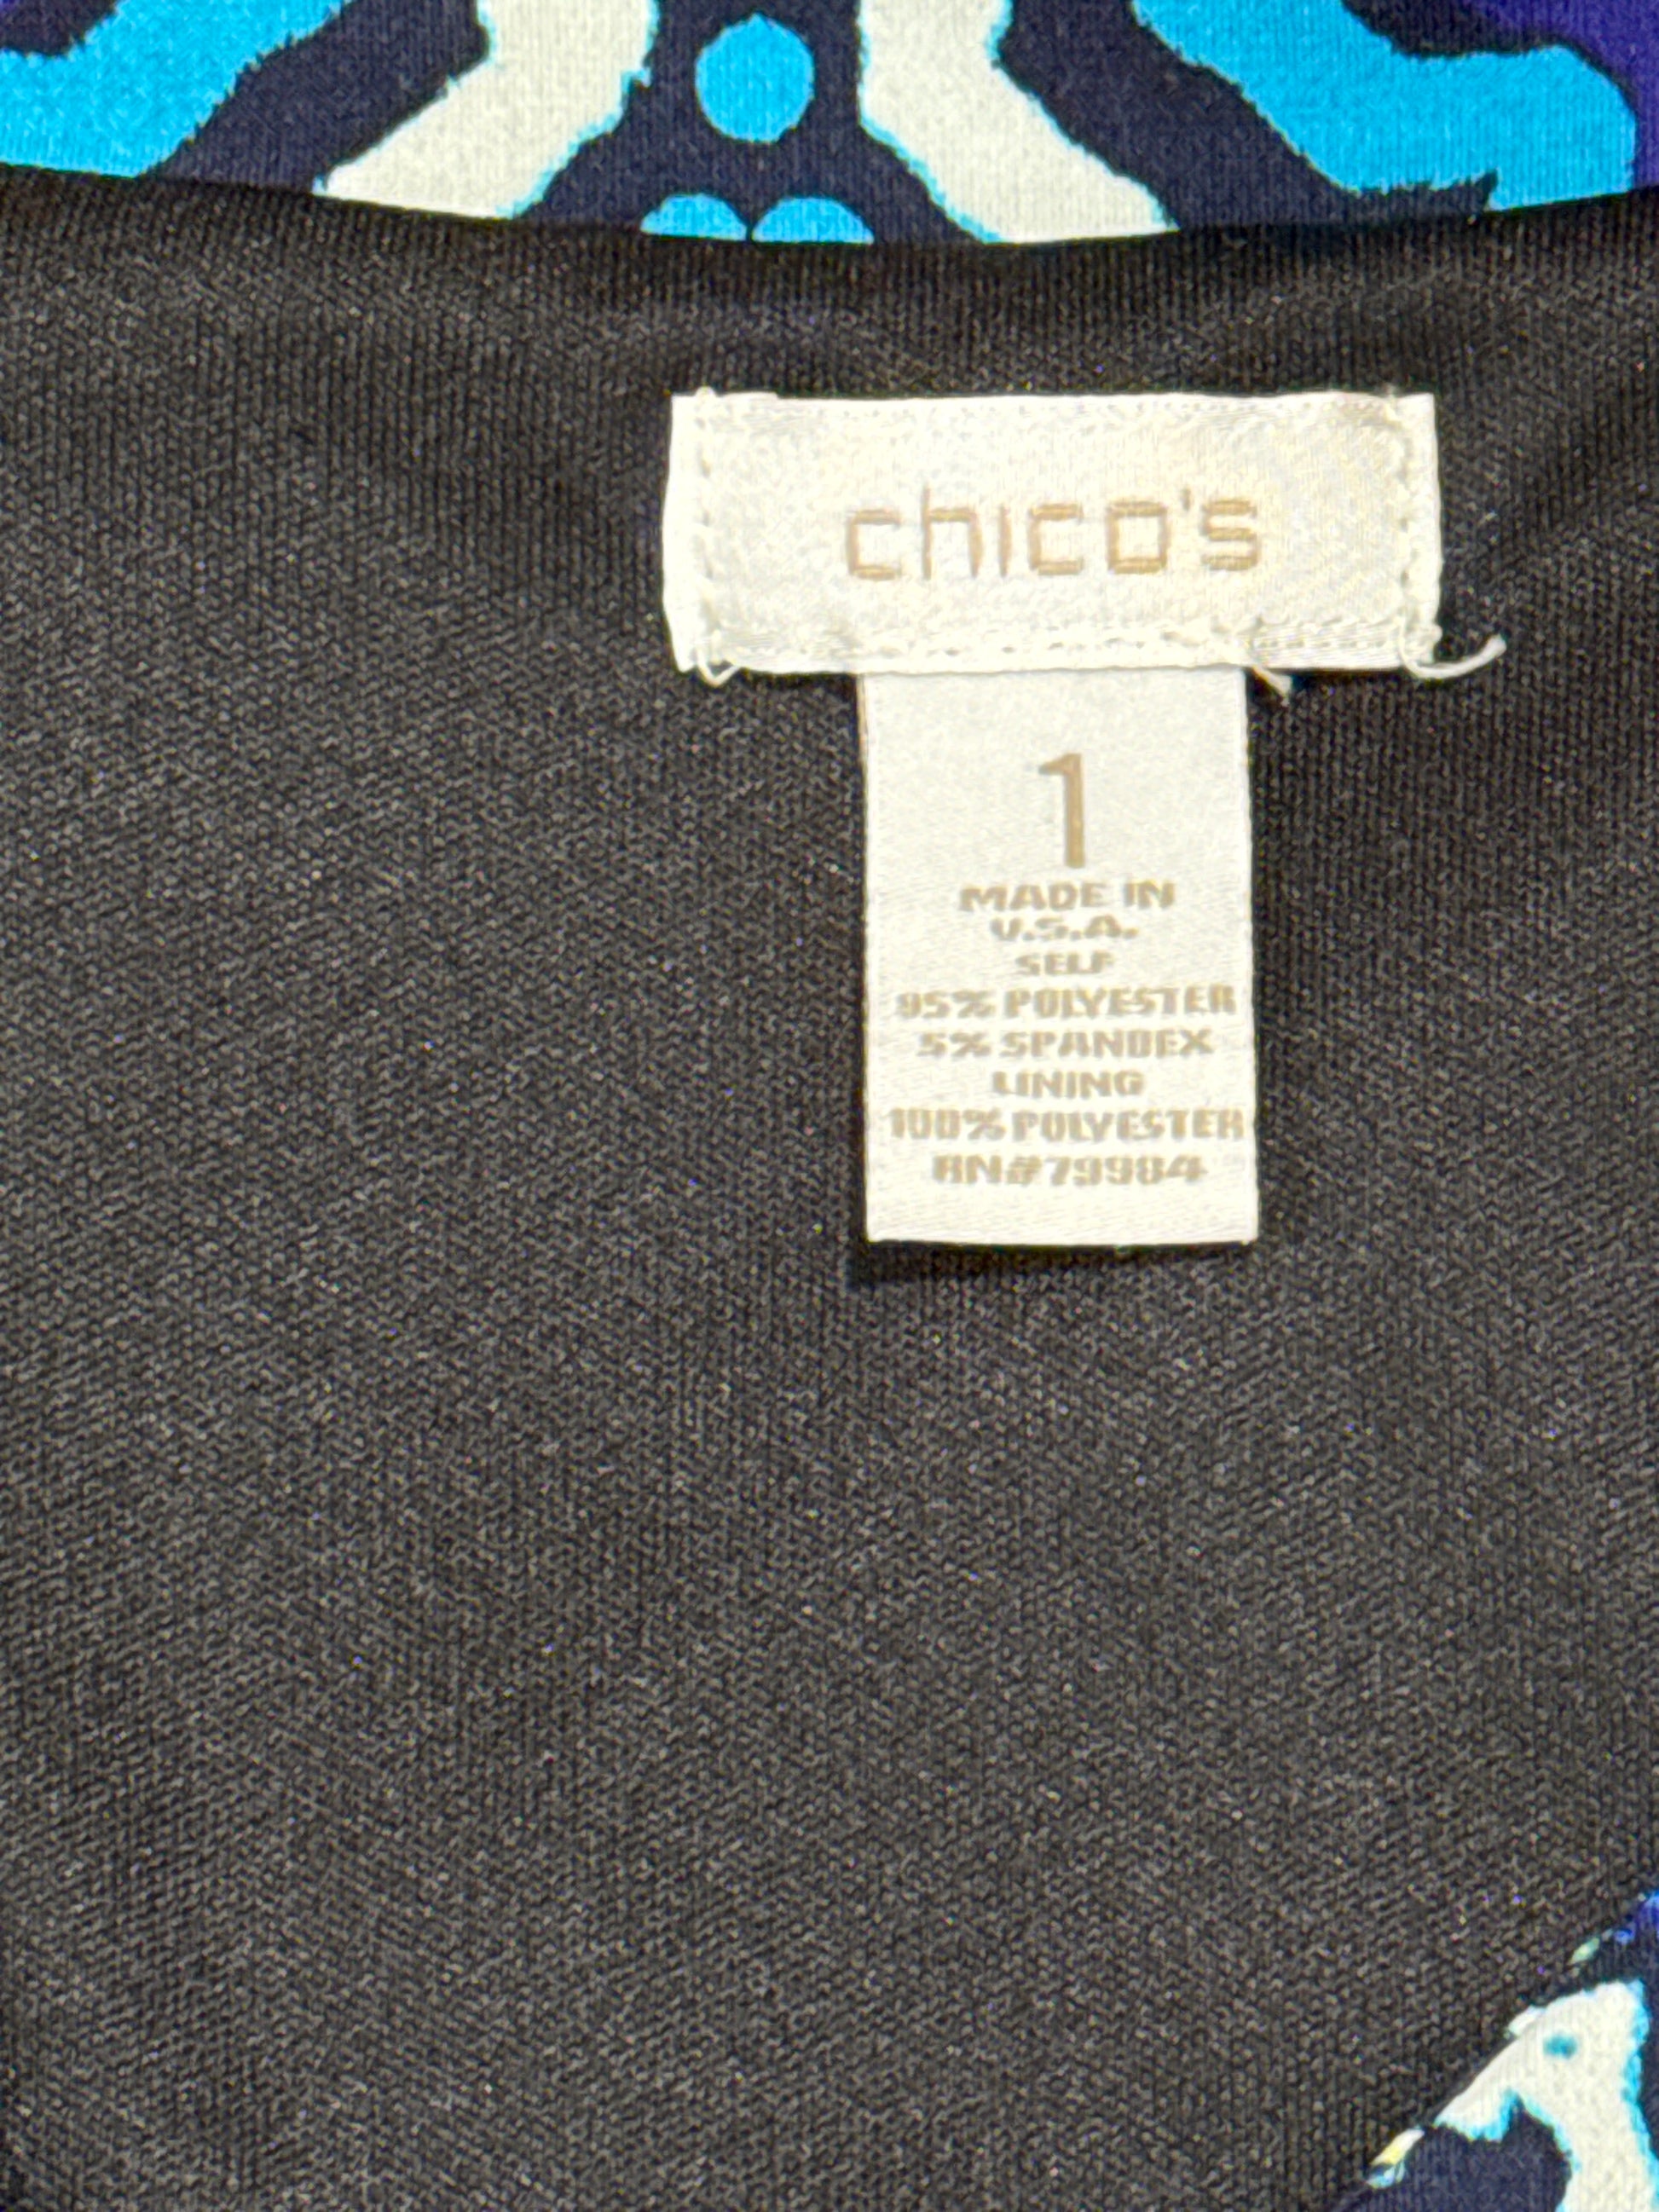 chico's
1
MADE IN
U.S.A.
SELF
95% POLYESTER
5% SPANDEX
LINING
100% POLYESTER
RN#79984